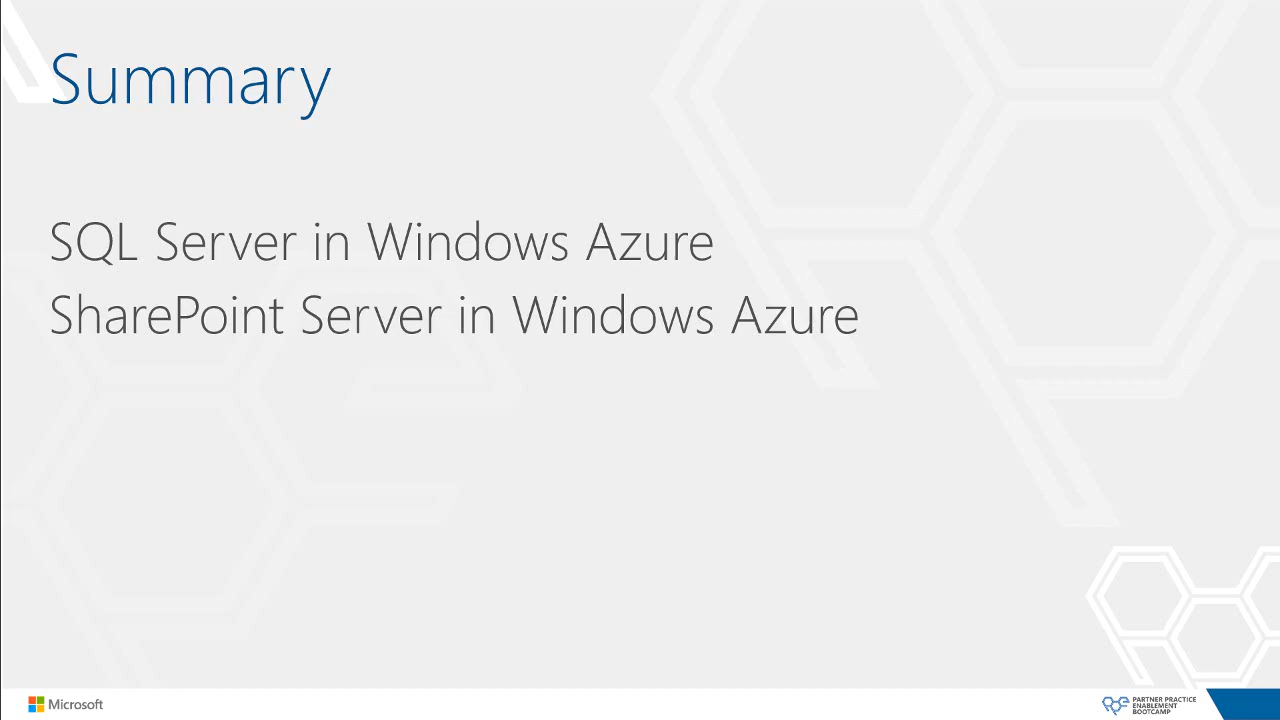 Summary
SQL Server in Windows Azure
SharePoint Server in Windows Azure
Microsoft
PARTNER PRACTICE
ENABLEMENT
BOOTCAMP